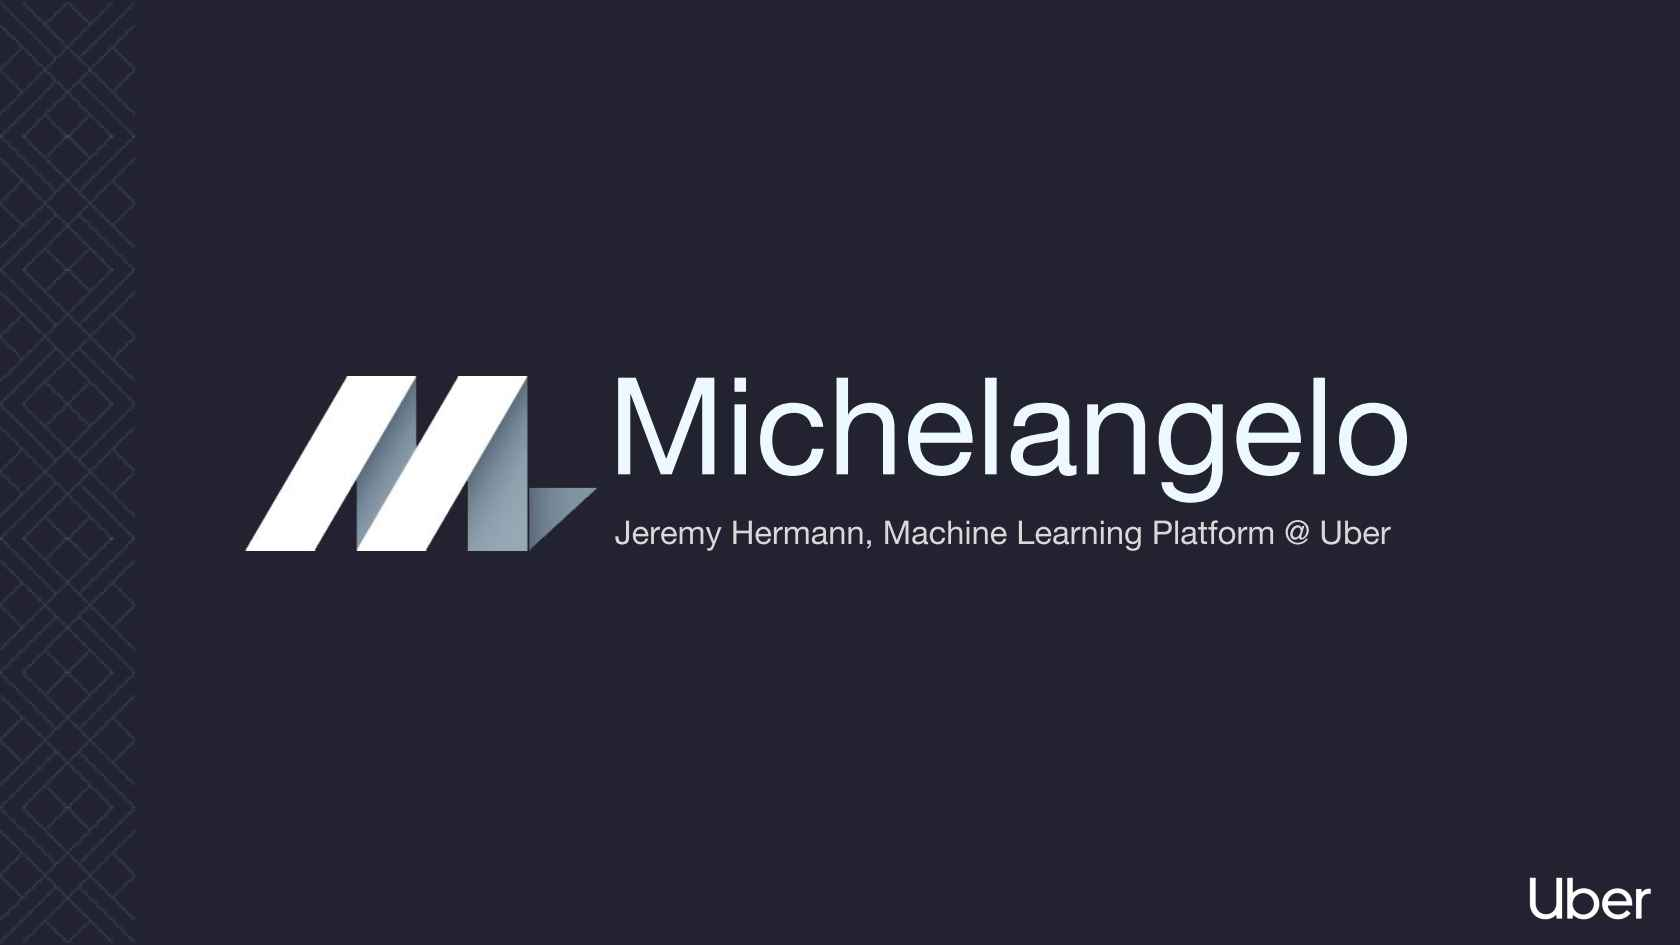 Michelangelo
Jeremy Hermann, Machine Learning Platform @ Uber
Uber